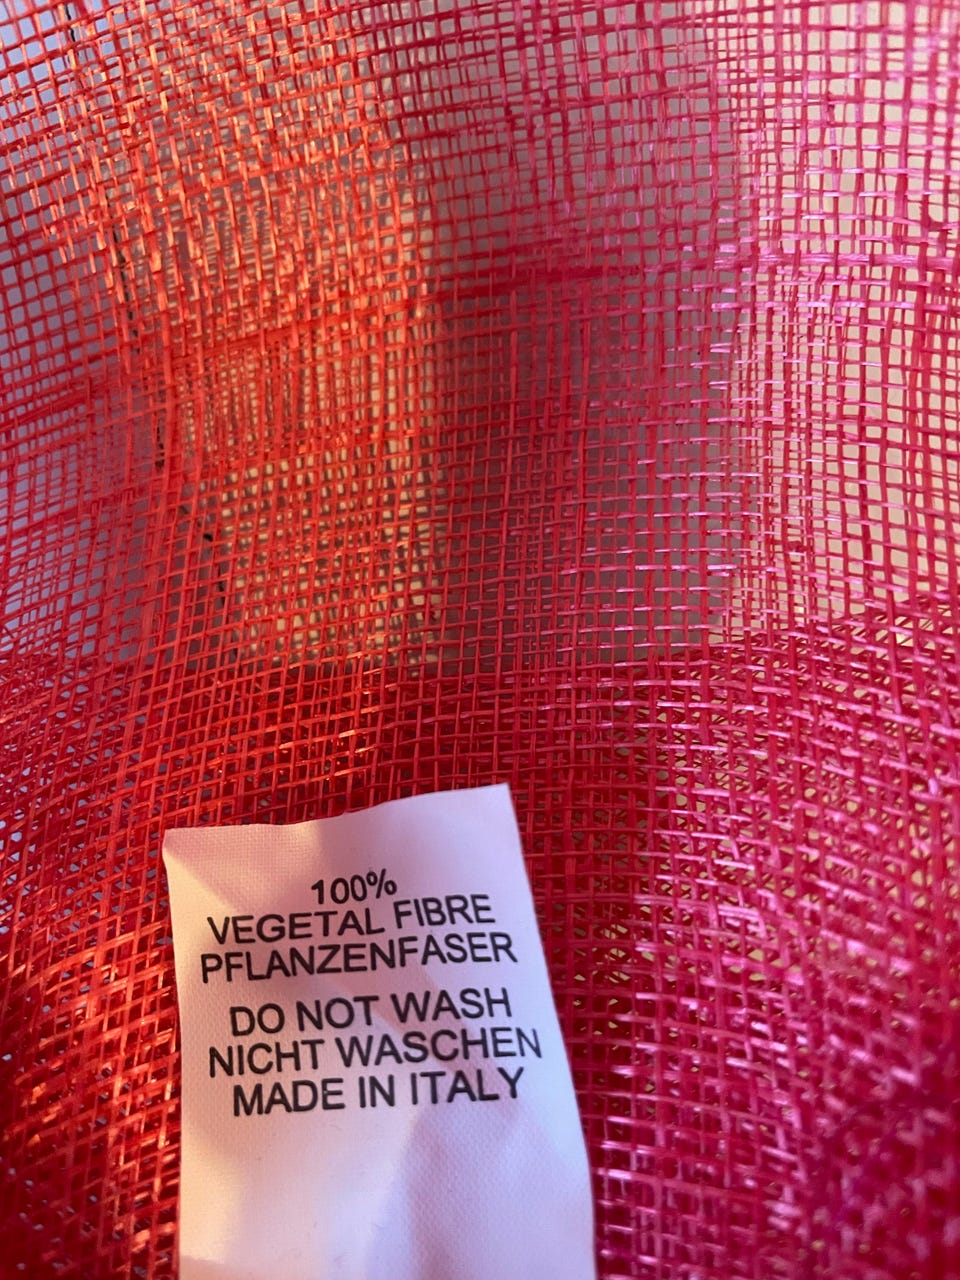 100%
VEGETAL FIBRE
PFLANZENFASER
DO NOT WASH
NICHT WASCHEN
MADE IN ITALY